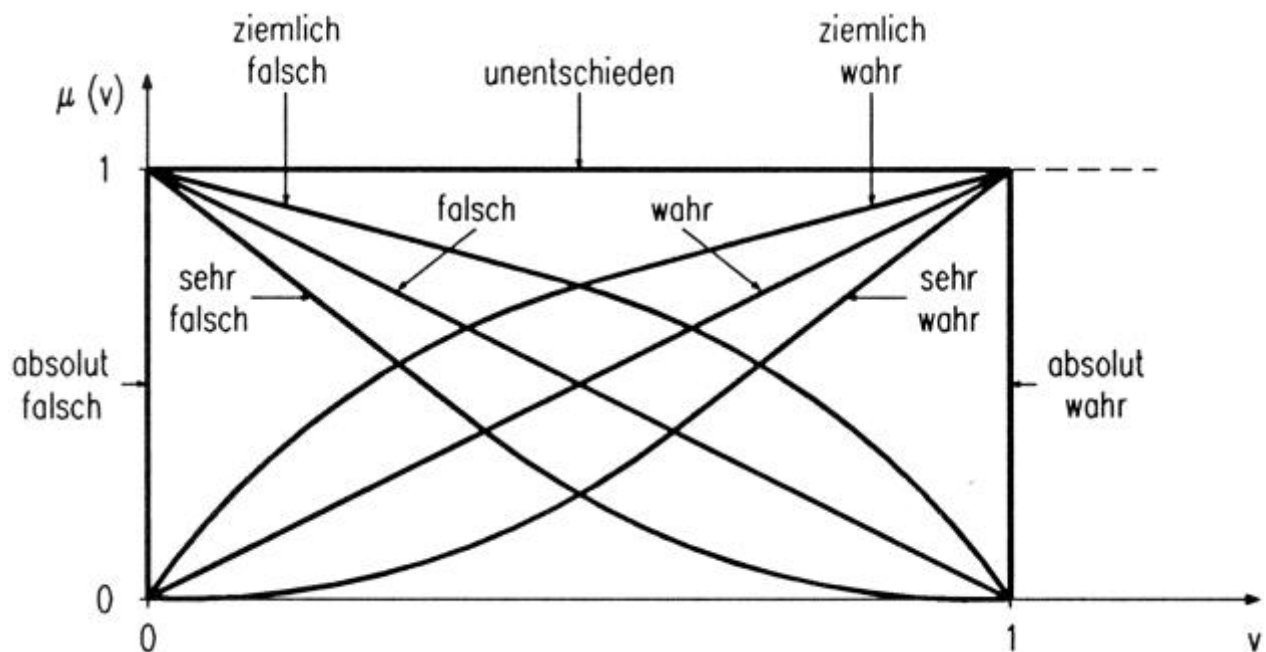 ziemlich
falsch
unentschieden
ziemlich
wahr
μ (v)
1
falsch
wahr
sehr
falsch
sehr
wahr
absolut
falsch
absolut
wahr
0
0
1
v